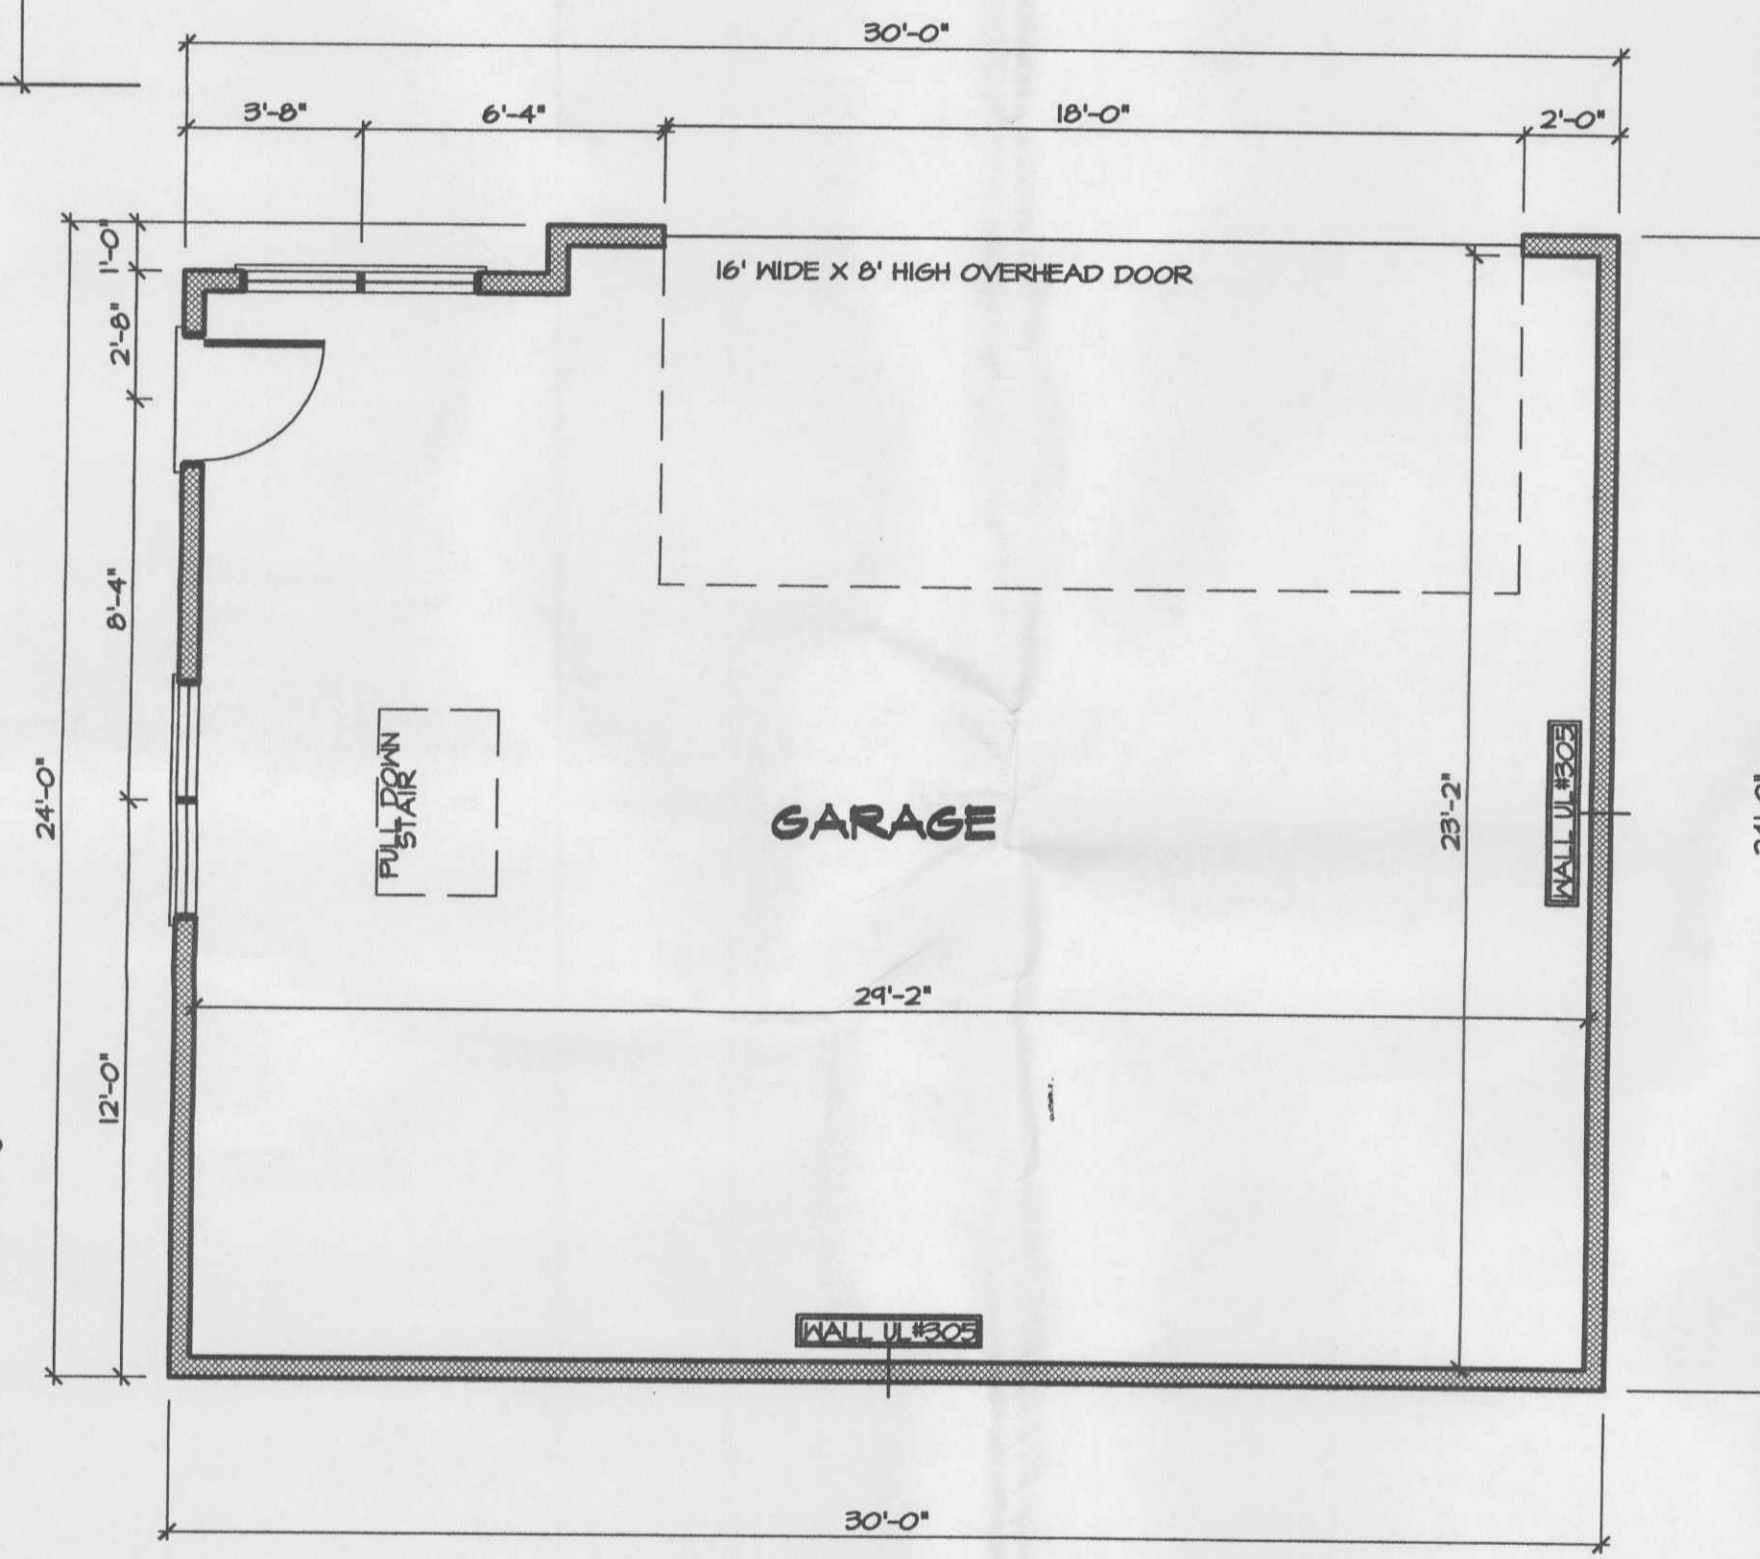 30'-0"
3'-8"
6'-4"
18'-0"
2'-0"
1'-0"
16' WIDE X 8' HIGH OVERHEAD DOOR
2'-8"
8'-4"
24'-0"
PULL DOWN
STAIR
GARAGE
23'-2"
WALL UL#305
29'-2"
12'-0"
WALL UL#305
30'-0"